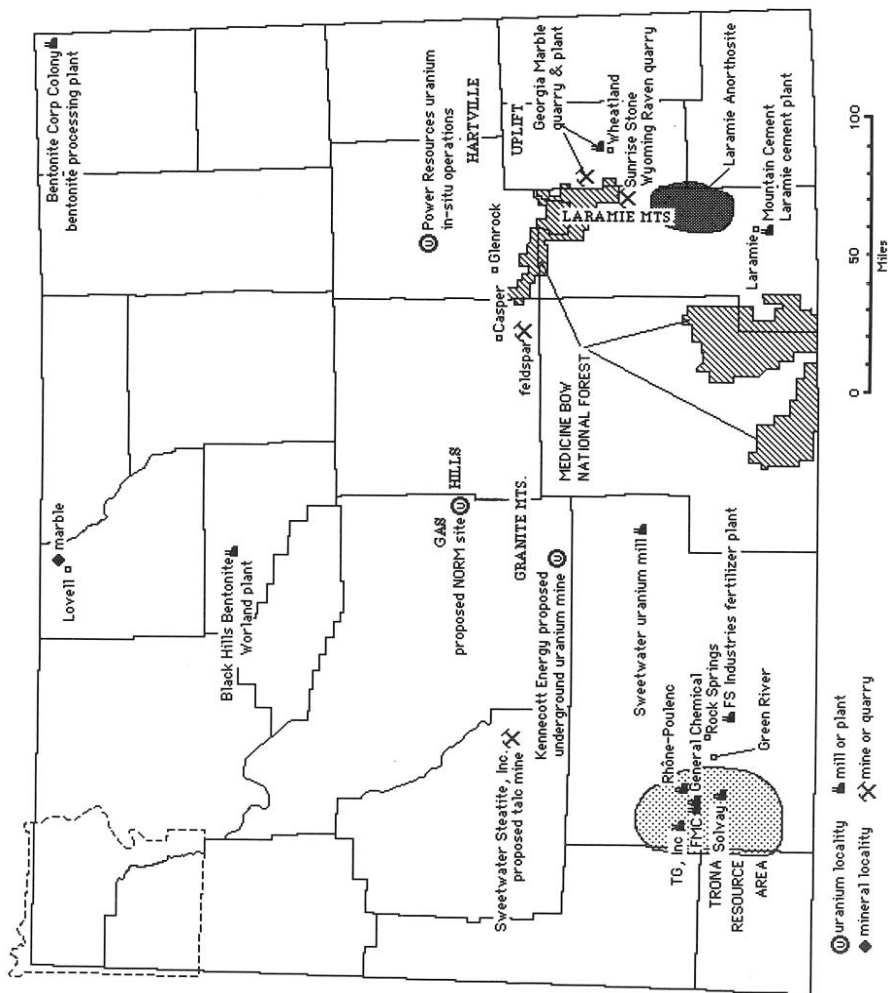 Bentonite Corp Colony
bentonite processing plant
Lovell
marble
Black Hills Bentonite
Worland plant
Power Resources uranium
in-situ operations
HARTVILLE
UPLIFT
Georgia Marble
quarry & plant
Wheatland
Sunrise Stone
Wyoming Raven quarry
LARAMIE MTS.
Laramie Anorthosite
Laramie
Mountain Cement
Laramie cement plant
Glenrock
Casper
feldspar
MEDICINE BOW
NATIONAL FOREST
GAS
HILLS
proposed NORM site
U
GRANITE MTS.
Kennecott Energy proposed
underground uranium mine
U
U
Sweetwater Steatite, Inc.
proposed talc mine
Sweetwater uranium mill
Rhône-Poulenc
General Chemical
Rock Springs
FS Industries fertilizer plant
Green River
TG, Inc
FMC
Solvay
TRONA
RESOURCE
AREA
0
50
100
Miles
U uranium locality
mineral locality
mill or plant
mine or quarry